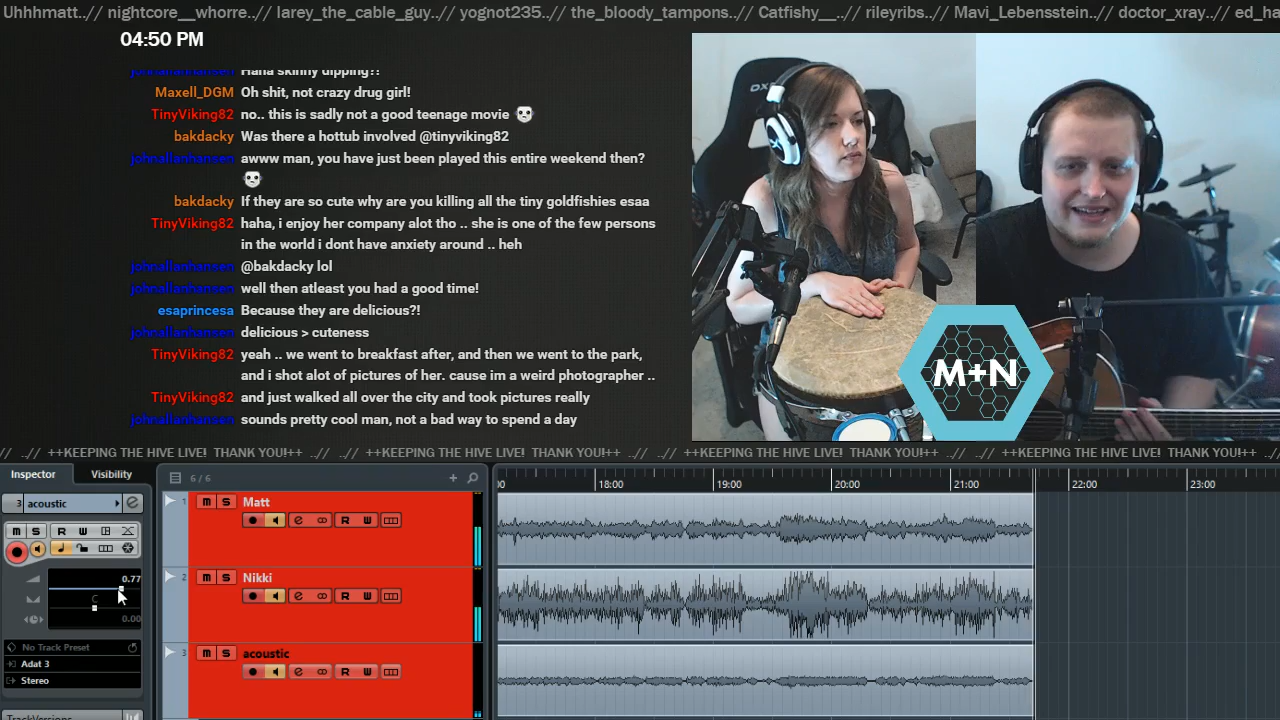 Uhhhmatt..// nightcore__whorre..// larey_the_cable_guy..// yognot235..// the_bloody_tampons..// Catfishy__..// rileyribs..// Mavi_Lebensstein..// doctor_xray..// ed_ha
04:50 PM
johnallanhansen Haha skinny dipping??
Maxell_DGM Oh shit, not crazy drug girl!
TinyViking82 no.. this is sadly not a good teenage movie
bakdacky Was there a hottub involved @tinyviking82
johnallanhansen awww man, you have just been played this entire weekend then?
bakdacky If they are so cute why are you killing all the tiny goldfishies esaa
TinyViking82 haha, i enjoy her company alot tho .. she is one of the few persons
in the world i dont have anxiety around .. heh
johnallanhansen @bakdacky lol
johnallanhansen well then atleast you had a good time!
esaprincesa Because they are delicious?!
johnallanhansen delicious > cuteness
TinyViking82 yeah .. we went to breakfast after, and then we went to the park,
and i shot alot of pictures of her. cause im a weird photographer ..
TinyViking82 and just walked all over the city and took pictures really
johnallanhansen sounds pretty cool man, not a bad way to spend a day
M+N
// ..// ++KEEPING THE HIVE LIVE! THANK YOU!++ ..// ..// ++KEEPING THE HIVE LIVE! THANK YOU!++ ..// ..// ++KEEPING THE HIVE LIVE! THANK YOU!++ ..// ..// ++KEEPING THE HIVE LIVE! THANK YOU!++ ..//
Inspector Visibility
6 / 6
00 18:00 19:00 20:00 21:00 22:00 23:00
3 acoustic e
M S R W
0.77
C
0.00
No Track Preset
Adat 3
Stereo
TrackVersions
1 M S Matt
e R W
2 M S Nikki
e R W
3 M S acoustic
e R W